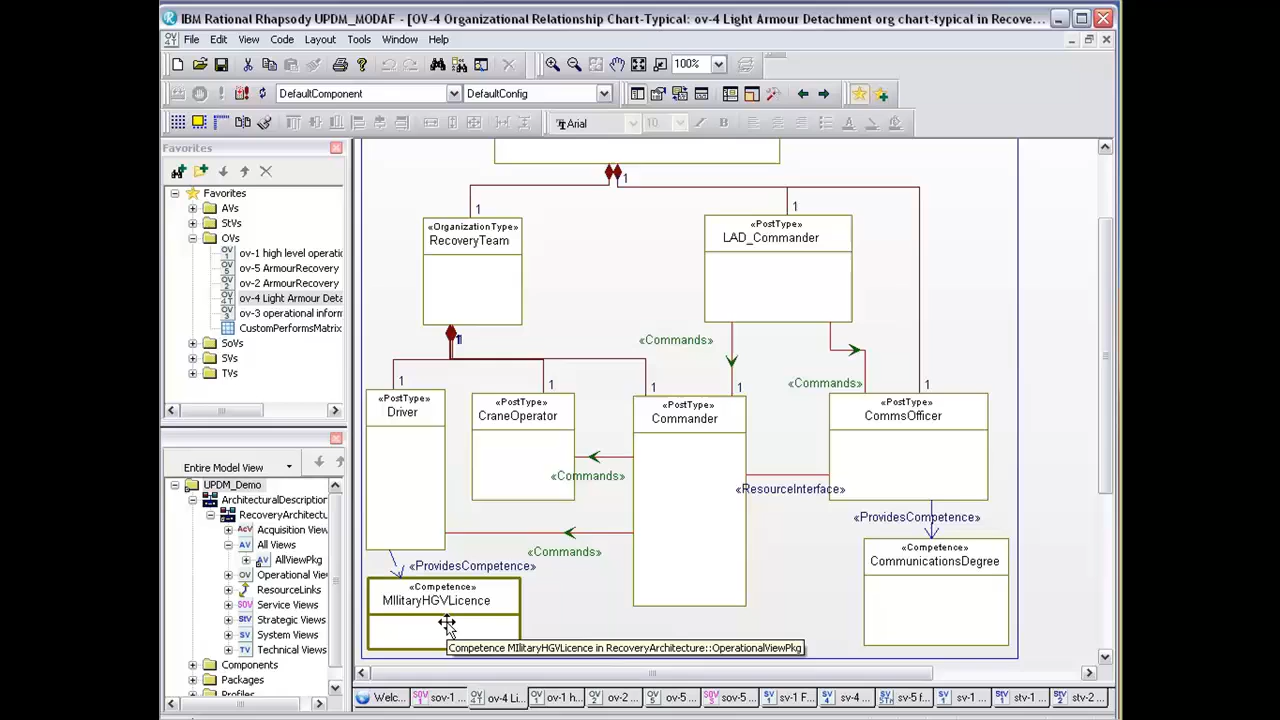 IBM Rational Rhapsody UPDM_MODAF - [OV-4 Organizational Relationship Chart-Typical: ov-4 Light Armour Detachment org chart-typical in Recove...
File Edit View Code Layout Tools Window Help
100%
DefaultComponent DefaultConfig
Arial 10
Favorites
Favorites
AVs
StVs
OVs
ov-1 high level operati
ov-5 ArmourRecovery
ov-2 ArmourRecovery
ov-4 Light Armour Deta
ov-3 operational inform
CustomPerformsMatrix
SoVs
SVs
TVs
Entire Model View
UPDM_Demo
ArchitecturalDescription
RecoveryArchitectu
Acquisition View
All Views
AllViewPkg
Operational Vie
ResourceLinks
Service Views
Strategic Views
System Views
Technical Views
Components
Packages
Profiles
1
1
1
«OrganizationType»
RecoveryTeam
«PostType»
LAD_Commander
1
«Commands»
«Commands»
1
1
1
1
1
«PostType»
Driver
«PostType»
CraneOperator
«PostType»
Commander
«PostType»
CommsOfficer
«Commands»
«ResourceInterface»
«ProvidesCompetence»
«Commands»
«ProvidesCompetence»
«Competence»
CommunicationsDegree
«Competence»
MIlitaryHGVLicence
Competence MIlitaryHGVLicence in RecoveryArchitecture::OperationalViewPkg
Welc... sov-1 ... ov-4 Li... ov-1 h... ov-2 ... ov-5 ... sov-5 ... sv-1 F... sv-4 ... sv-5 f... sv-1 ... stv-1 ... stv-2 ...